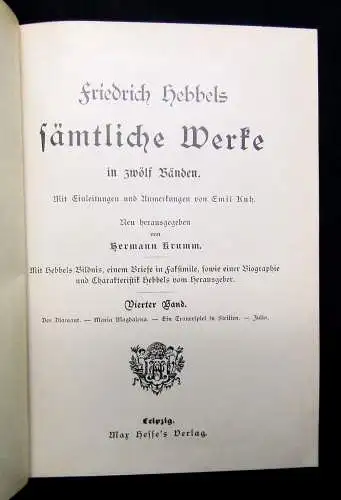 Friedrich Hebbels
sämtliche Werke
in zwölf Bänden.
Mit Einleitungen und Anmerkungen von Emil Kuh.
Neu herausgegeben
von
Hermann Krumm.
Mit Hebbels Bildnis, einem Briefe in Faksimile, sowie einer Biographie
und Charakteristik Hebbels vom Herausgeber.
Vierter Band.
Der Diamant. — Maria Magdalena. — Ein Trauerspiel in Sizilien. — Julia.
Leipzig.
Max Hesse's Verlag.